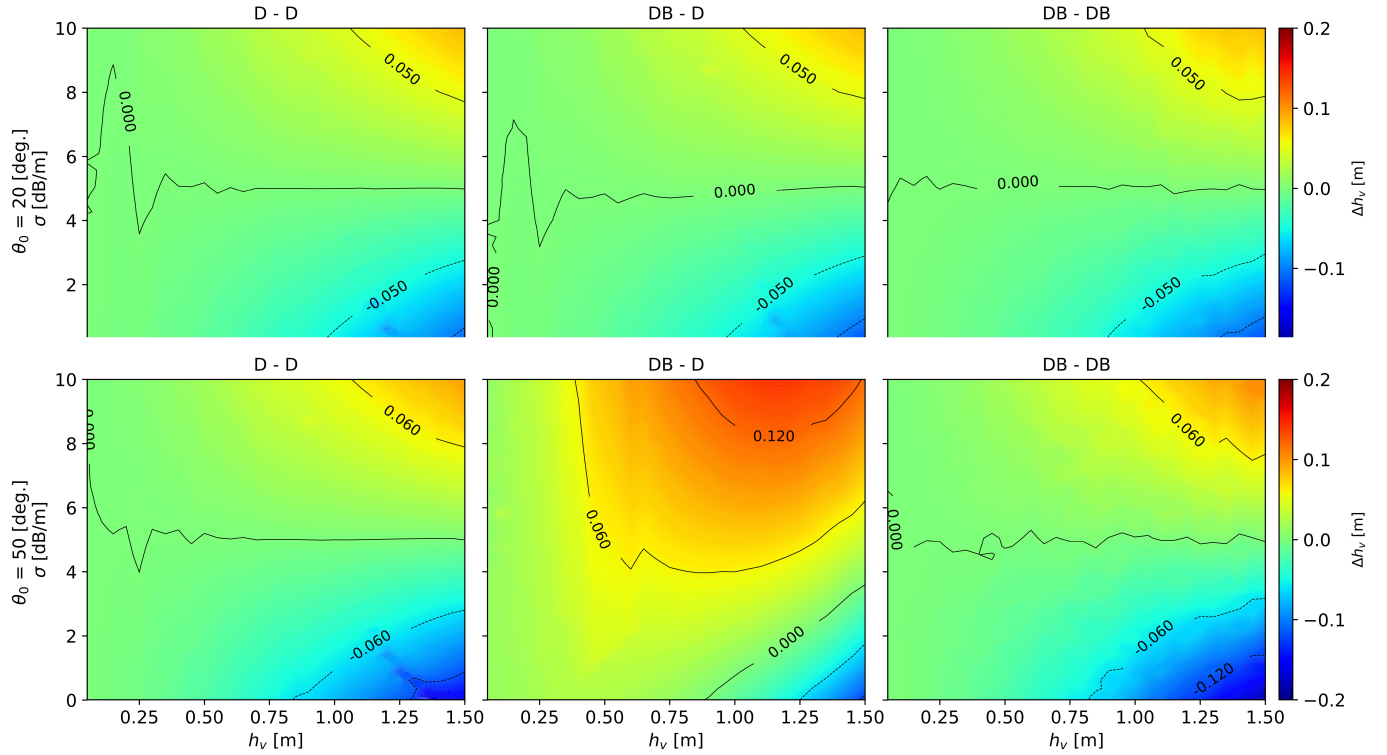 D - D
DB - D
DB - DB
10
8
6
4
2
θ₀ = 20 [deg.]
σ [dB/m]
0.000
0.050
-0.050
0.000
0.000
0.050
-0.050
0.000
0.050
-0.050
0.2
0.1
0.0
−0.1
Δhᵥ [m]
D - D
DB - D
DB - DB
10
8
6
4
2
0
θ₀ = 50 [deg.]
σ [dB/m]
0.000
0.060
-0.060
0.060
0.120
0.000
0.000
0.060
-0.060
-0.120
0.2
0.1
0.0
−0.1
−0.2
Δhᵥ [m]
0.25 0.50 0.75 1.00 1.25 1.50
0.25 0.50 0.75 1.00 1.25 1.50
0.25 0.50 0.75 1.00 1.25 1.50
hᵥ [m]
hᵥ [m]
hᵥ [m]